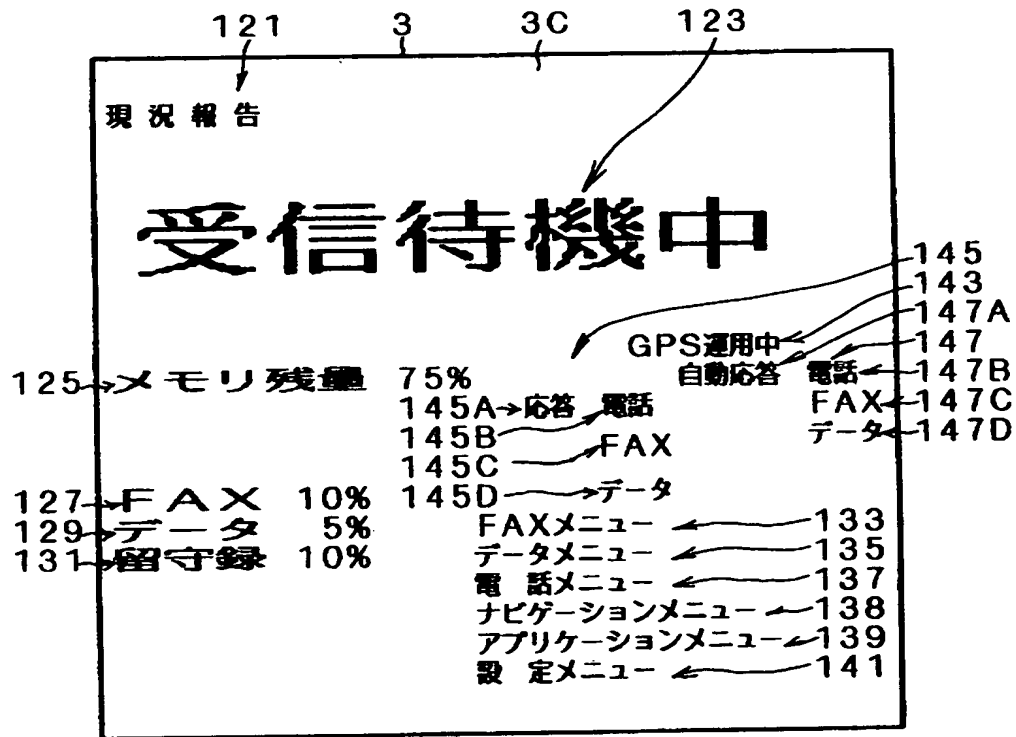 121 3 3C 123
現況報告
受信待機中
145
143
GPS運用中
147A
147
自動応答 電話 147B
125 メモリ残量 75%
145A 応答 電話 FAX 147C
145B データ 147D
FAX
145C
127 FAX 10% 145D データ
129 データ 5% FAXメニュー 133
131 留守録 10% データメニュー 135
電話メニュー 137
ナビゲーションメニュー 138
アプリケーションメニュー 139
設定メニュー 141